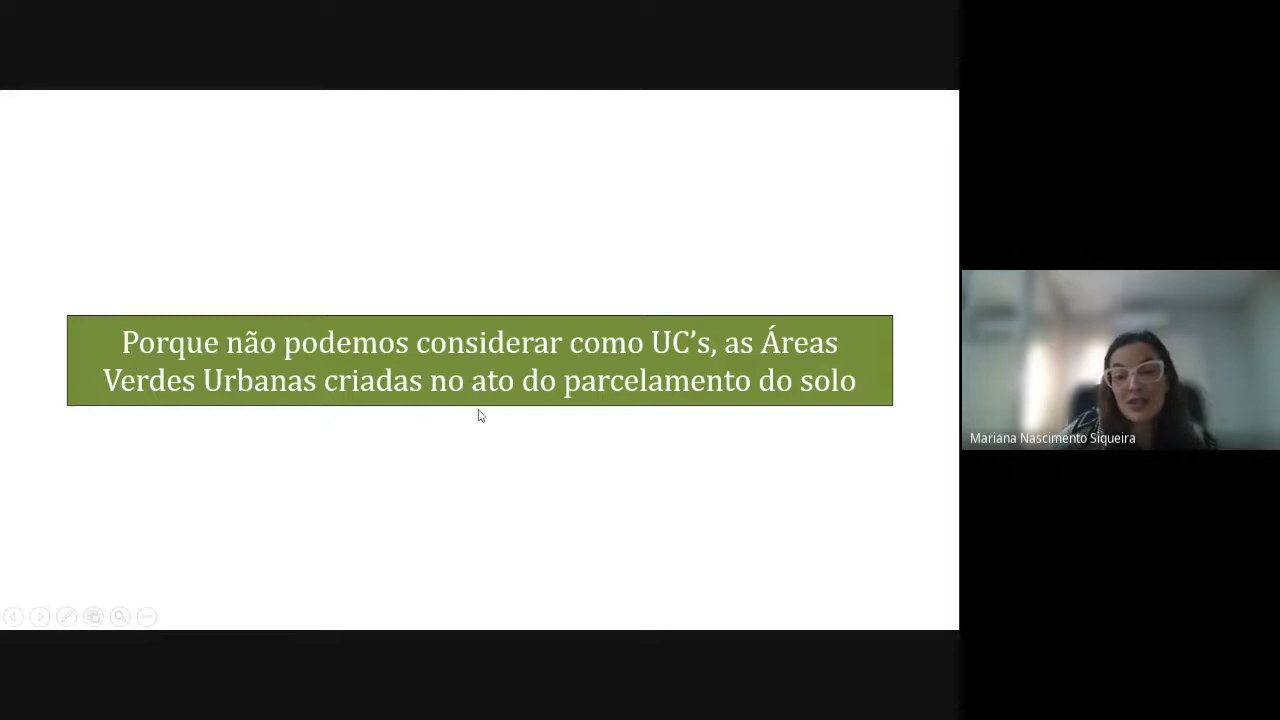 Porque não podemos considerar como UC’s, as Áreas
Verdes Urbanas criadas no ato do parcelamento do solo
Mariana Nascimento Siqueira